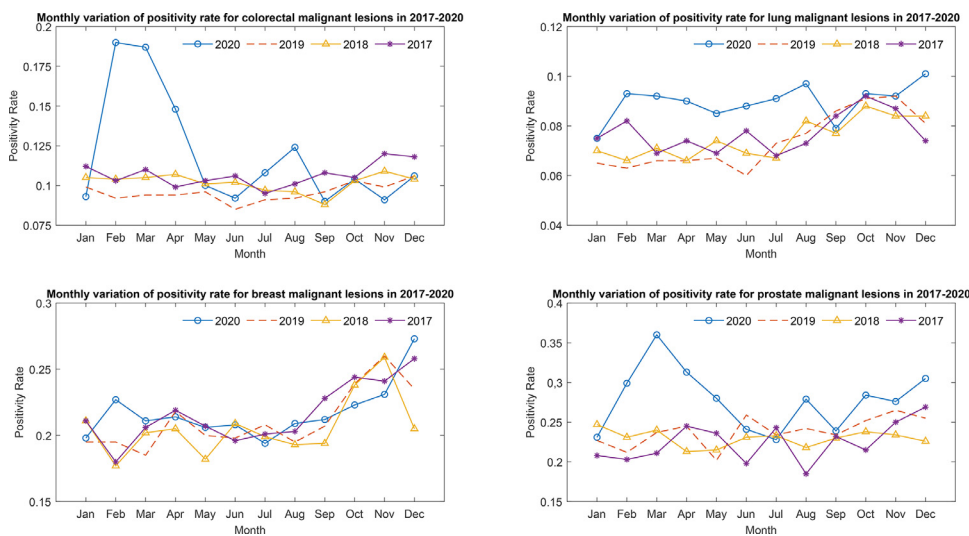 Monthly variation of positivity rate for colorectal malignant lesions in 2017-2020
0.2
0.175
0.15
0.125
0.1
0.075
Positivity Rate
2020 2019 2018 2017
Jan Feb Mar Apr May Jun Jul Aug Sep Oct Nov Dec
Month
Monthly variation of positivity rate for lung malignant lesions in 2017-2020
0.12
0.1
0.08
0.06
0.04
Positivity Rate
2020 2019 2018 2017
Jan Feb Mar Apr May Jun Jul Aug Sep Oct Nov Dec
Month
Monthly variation of positivity rate for breast malignant lesions in 2017-2020
0.3
0.25
0.2
0.15
Positivity Rate
2020 2019 2018 2017
Jan Feb Mar Apr May Jun Jul Aug Sep Oct Nov Dec
Month
Monthly variation of positivity rate for prostate malignant lesions in 2017-2020
0.4
0.35
0.3
0.25
0.2
0.15
Positivity Rate
2020 2019 2018 2017
Jan Feb Mar Apr May Jun Jul Aug Sep Oct Nov Dec
Month